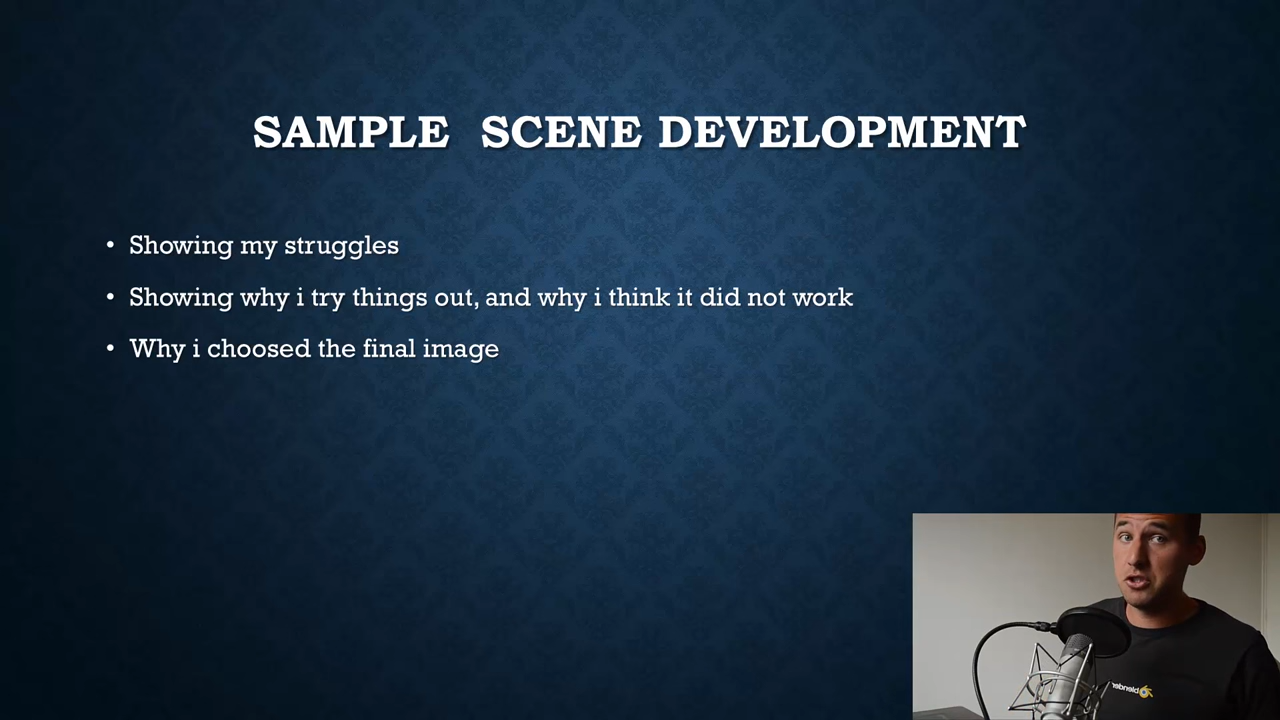 SAMPLE SCENE DEVELOPMENT
• Showing my struggles
• Showing why i try things out, and why i think it did not work
• Why i choosed the final image
blender